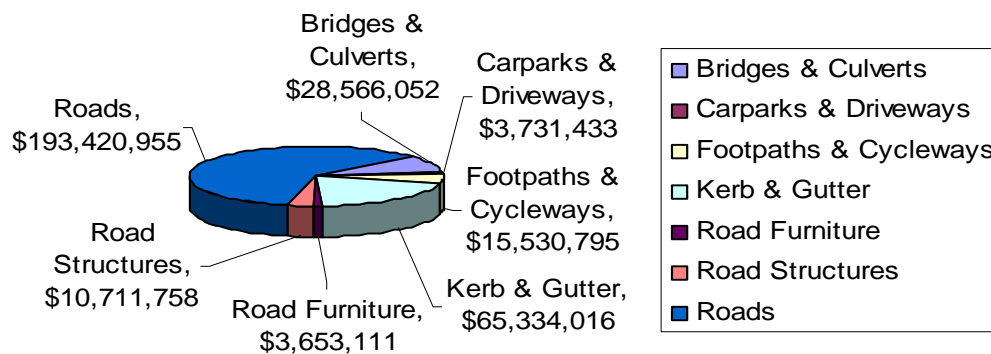 Bridges &
Culverts,
$28,566,052
Carparks &
Driveways,
$3,731,433
Footpaths &
Cycleways,
$15,530,795
Kerb & Gutter,
$65,334,016
Road Furniture,
$3,653,111
Road
Structures,
$10,711,758
Roads,
$193,420,955
Bridges & Culverts
Carparks & Driveways
Footpaths & Cycleways
Kerb & Gutter
Road Furniture
Road Structures
Roads